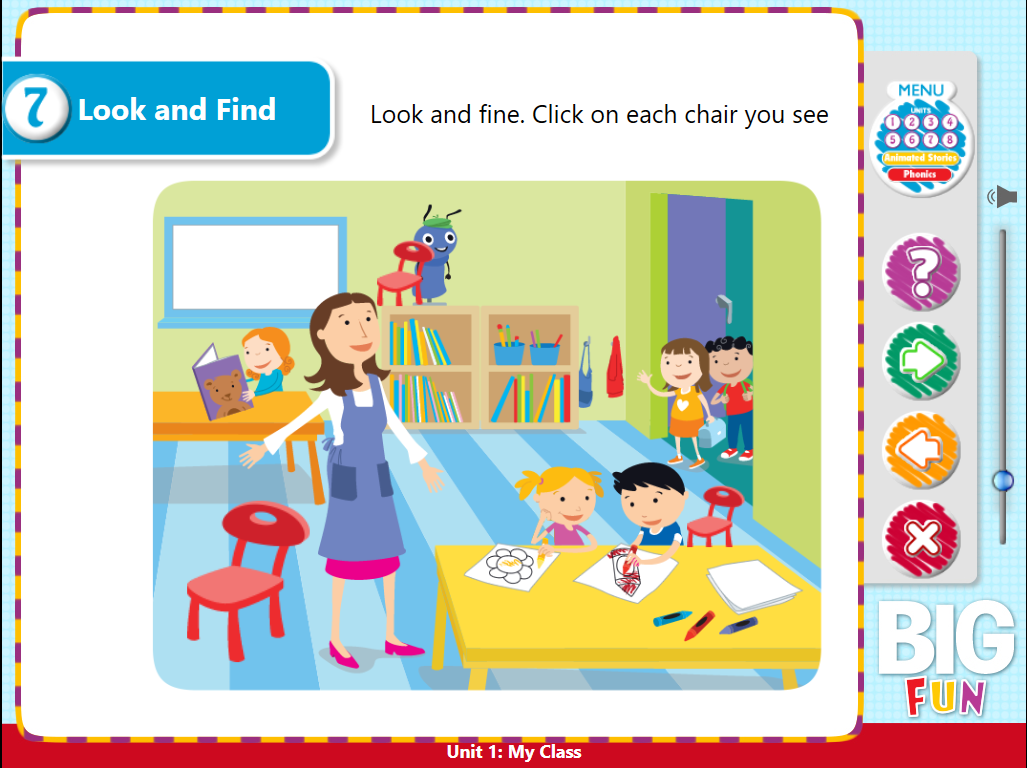 7
Look and Find
Look and fine. Click on each chair you see
MENU
UNITS
1 2 3 4
5 6 7 8
Animated Stories
Phonics
?
BIG
FUN
Unit 1: My Class